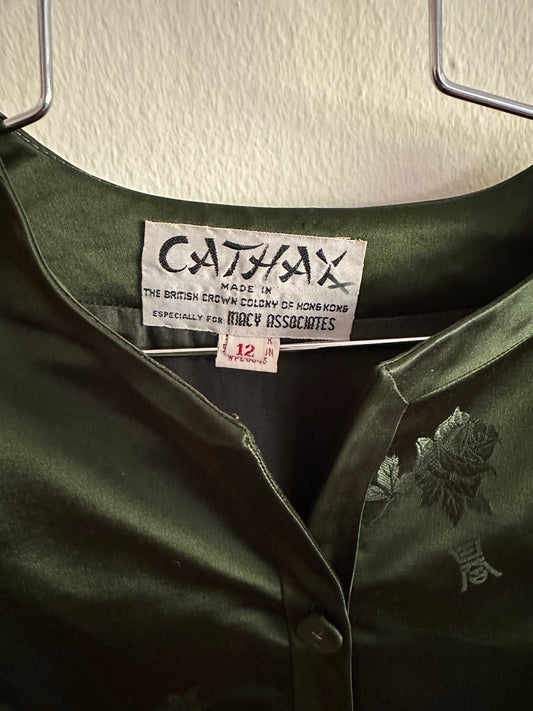 CATHAY
MADE IN
THE BRITISH CROWN COLONY OF HONG KONG
ESPECIALLY FOR MACY ASSOCIATES
12